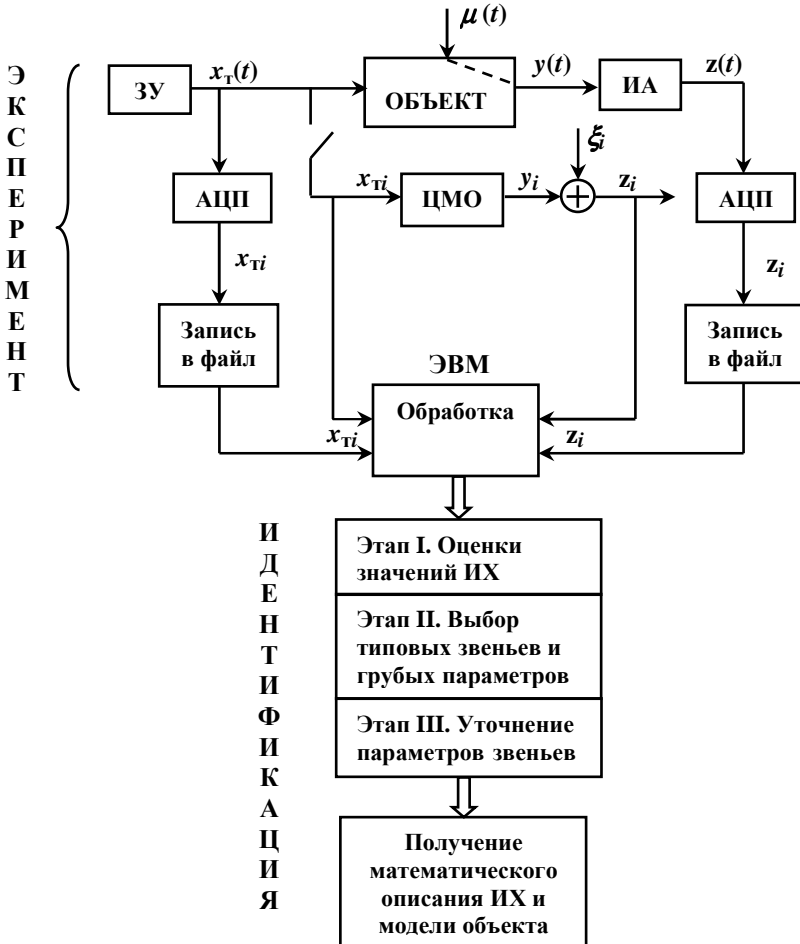 ЭКСПЕРИМЕНТ
μ(t)
ЗУ
xт(t)
ОБЪЕКТ
y(t)
ИА
z(t)
ξi
АЦП
xтi
ЦМО
yi
zi
АЦП
xтi
zi
Запись
в файл
Запись
в файл
ЭВМ
Обработка
xтi
zi
ИДЕНТИФИКАЦИЯ
Этап I. Оценки
значений ИХ
Этап II. Выбор
типовых звеньев и
грубых параметров
Этап III. Уточнение
параметров звеньев
Получение
математического
описания ИХ и
модели объекта